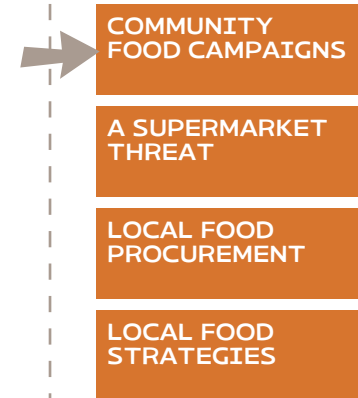 COMMUNITY
FOOD CAMPAIGNS
A SUPERMARKET
THREAT
LOCAL FOOD
PROCUREMENT
LOCAL FOOD
STRATEGIES